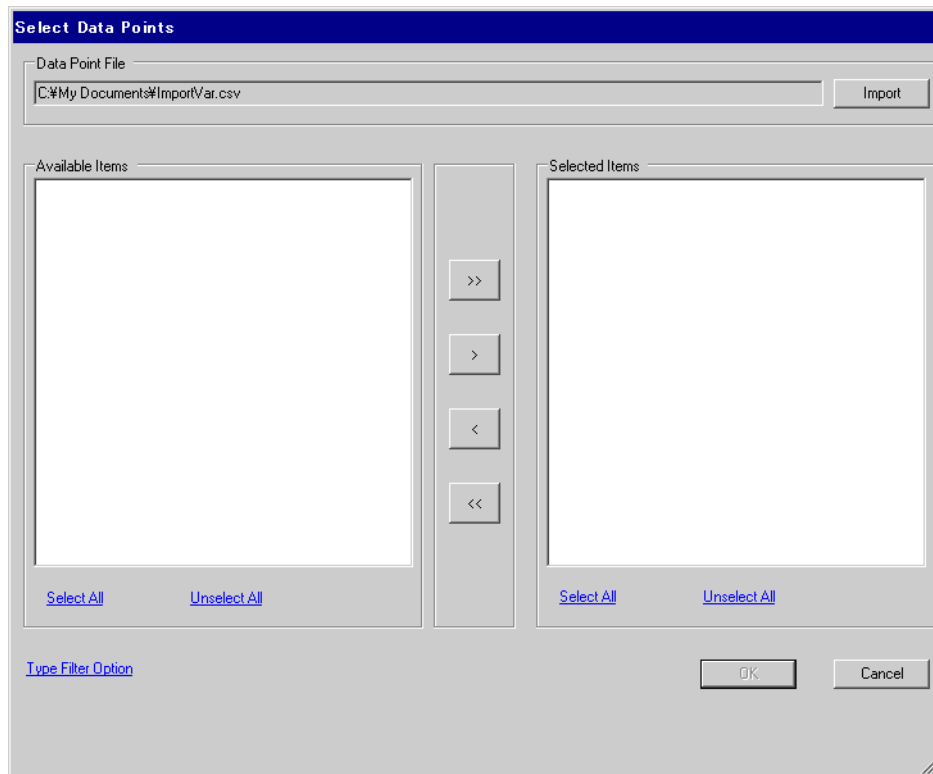 Select Data Points
Data Point File
C:¥My Documents¥ImportVar.csv
Import
Available Items
Selected Items
>>
>
<
<<
Select All
Unselect All
Select All
Unselect All
Type Filter Option
OK
Cancel